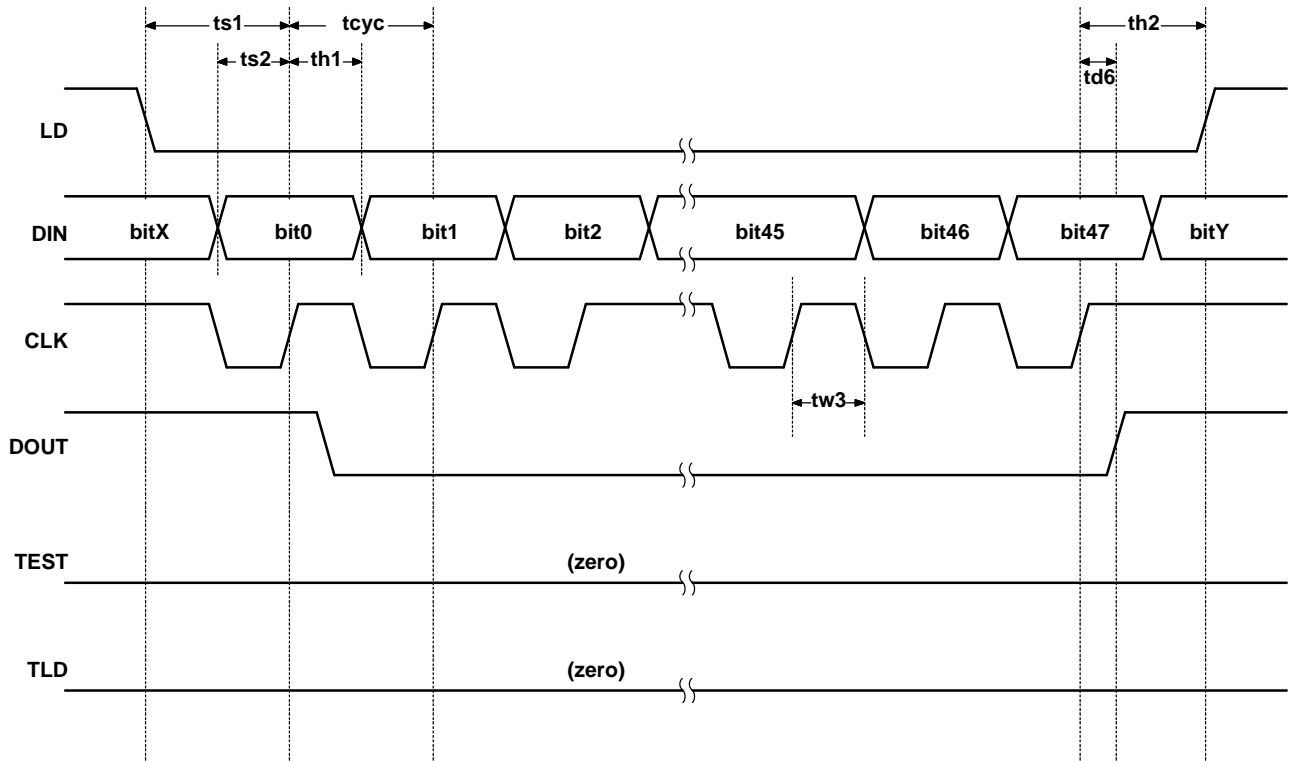 ts1 tcyc th2
ts2 th1 td6
LD
DIN bitX bit0 bit1 bit2 bit45 bit46 bit47 bitY
CLK
tw3
DOUT
TEST (zero)
TLD (zero)